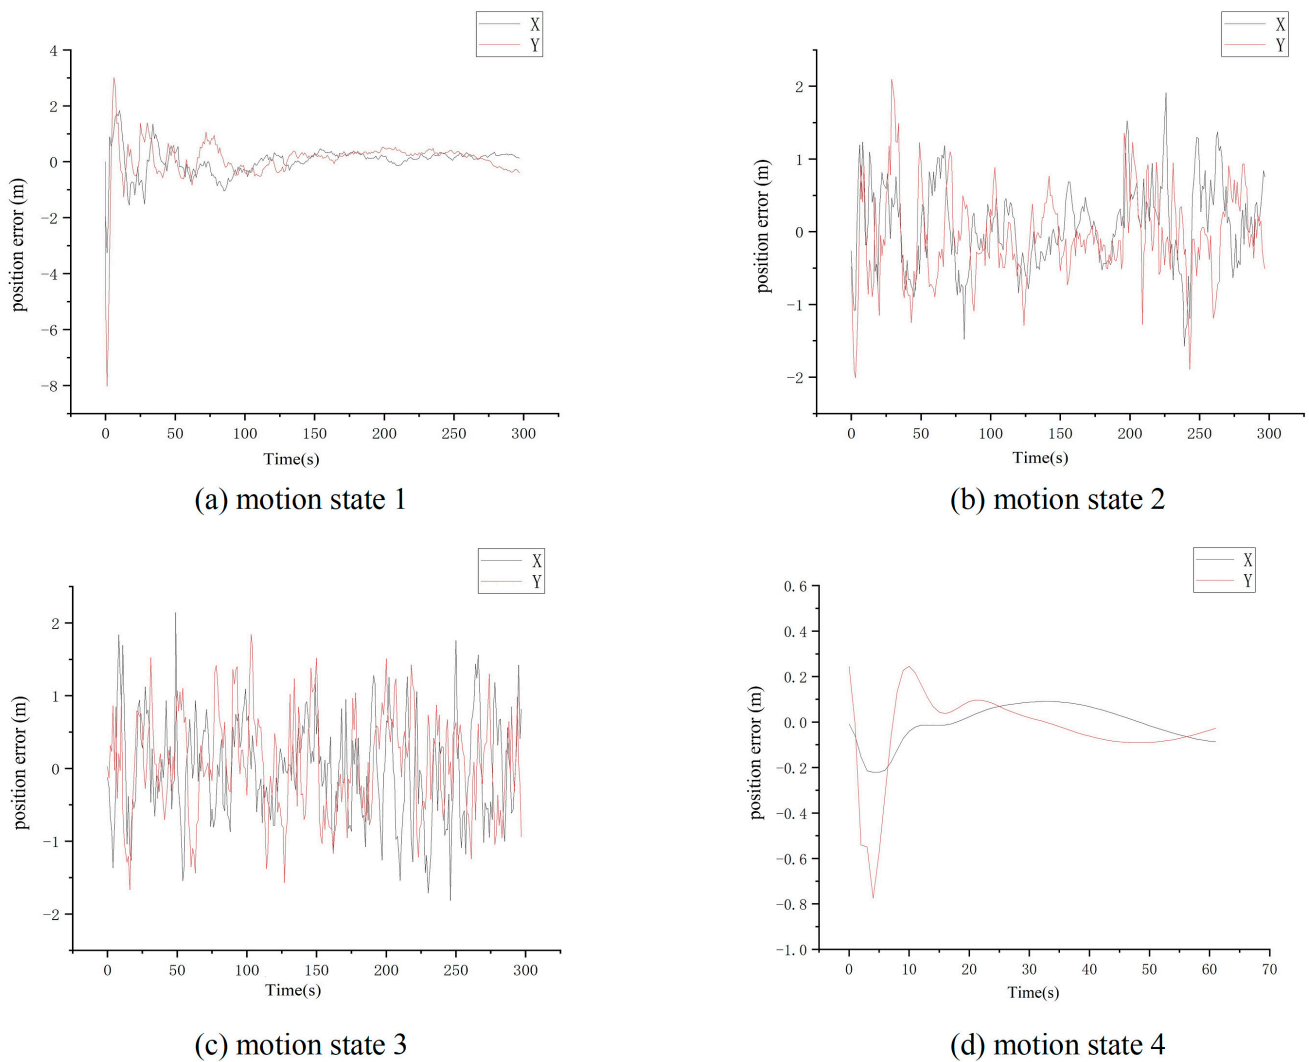 X
Y
4
2
0
−2
−4
−6
−8
position error (m)
0 50 100 150 200 250 300
Time(s)
(a) motion state 1
X
Y
2
1
0
−1
−2
position error (m)
0 50 100 150 200 250 300
Time(s)
(b) motion state 2
X
Y
2
1
0
−1
−2
position error (m)
0 50 100 150 200 250 300
Time(s)
(c) motion state 3
X
Y
0.6
0.4
0.2
0.0
−0.2
−0.4
−0.6
−0.8
−1.0
position error (m)
0 10 20 30 40 50 60 70
Time(s)
(d) motion state 4